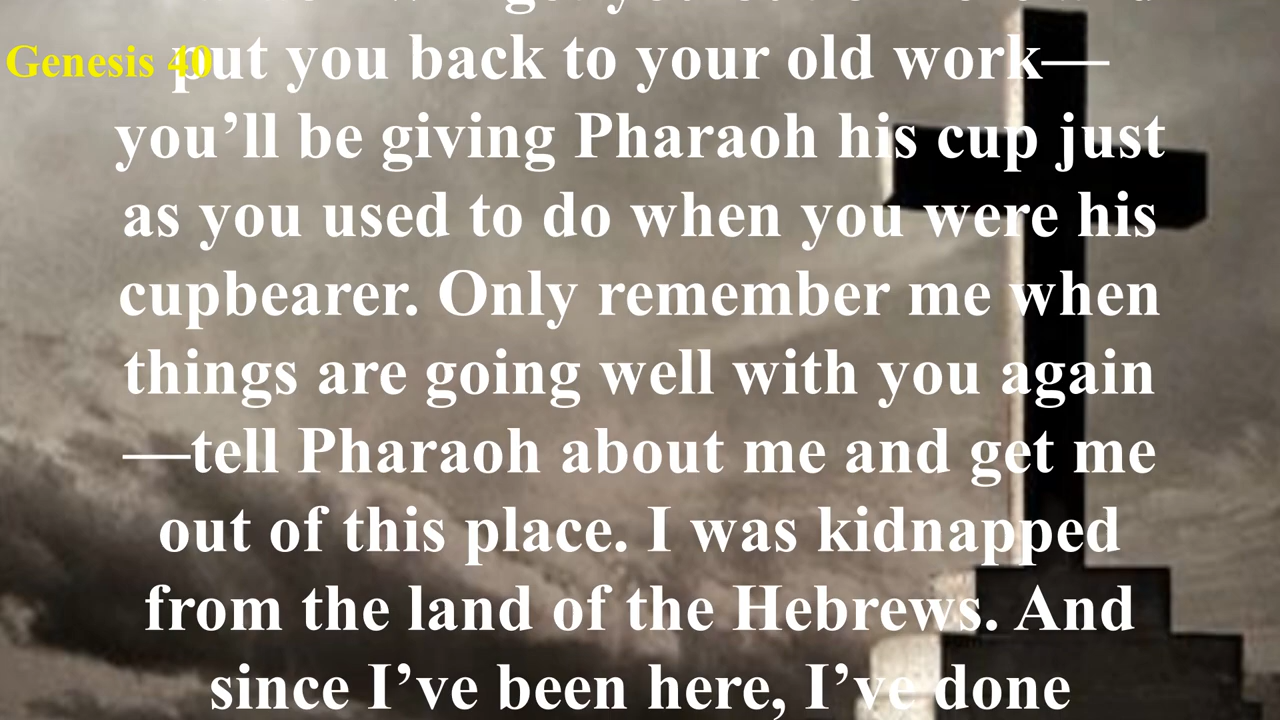 Genesis 40
put you back to your old work—
you’ll be giving Pharaoh his cup just
as you used to do when you were his
cupbearer. Only remember me when
things are going well with you again
—tell Pharaoh about me and get me
out of this place. I was kidnapped
from the land of the Hebrews. And
since I’ve been here, I’ve done